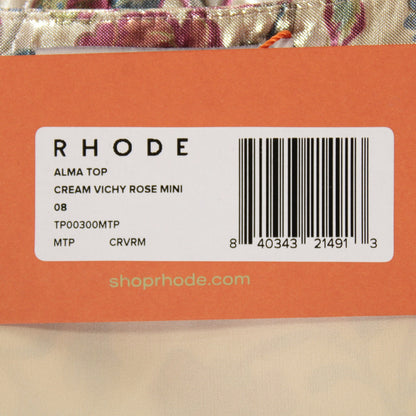 RHODE
ALMA TOP
CREAM VICHY ROSE MINI
08
TP00300MTP
MTP CRVRM
8 40343 21491 3
shoprhode.com